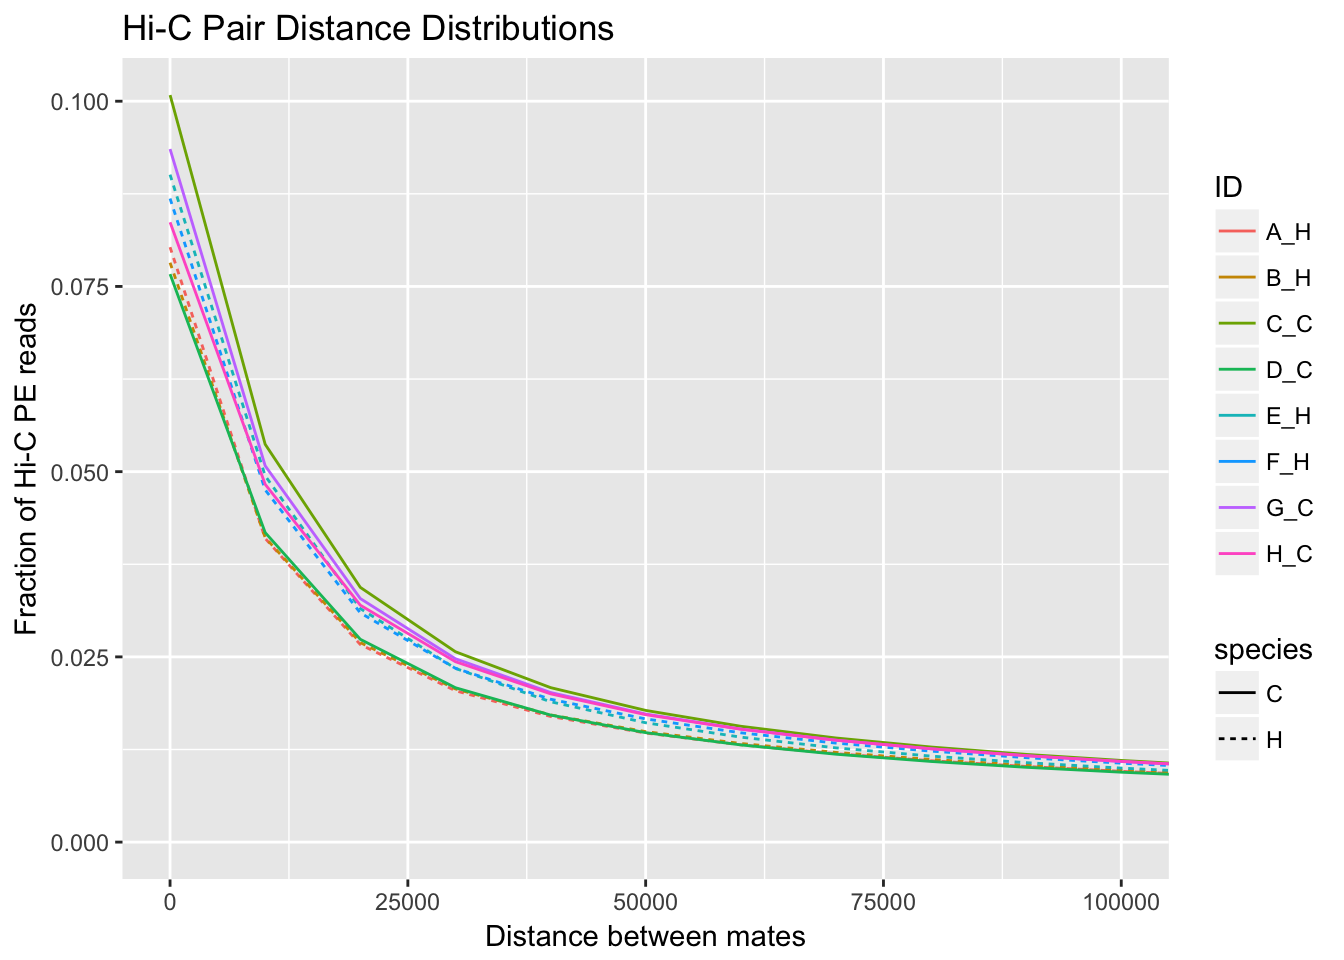 Hi-C Pair Distance Distributions
Fraction of Hi-C PE reads
0.100
0.075
0.050
0.025
0.000
0 25000 50000 75000 100000
Distance between mates
ID
A_H
B_H
C_C
D_C
E_H
F_H
G_C
H_C
species
C
H